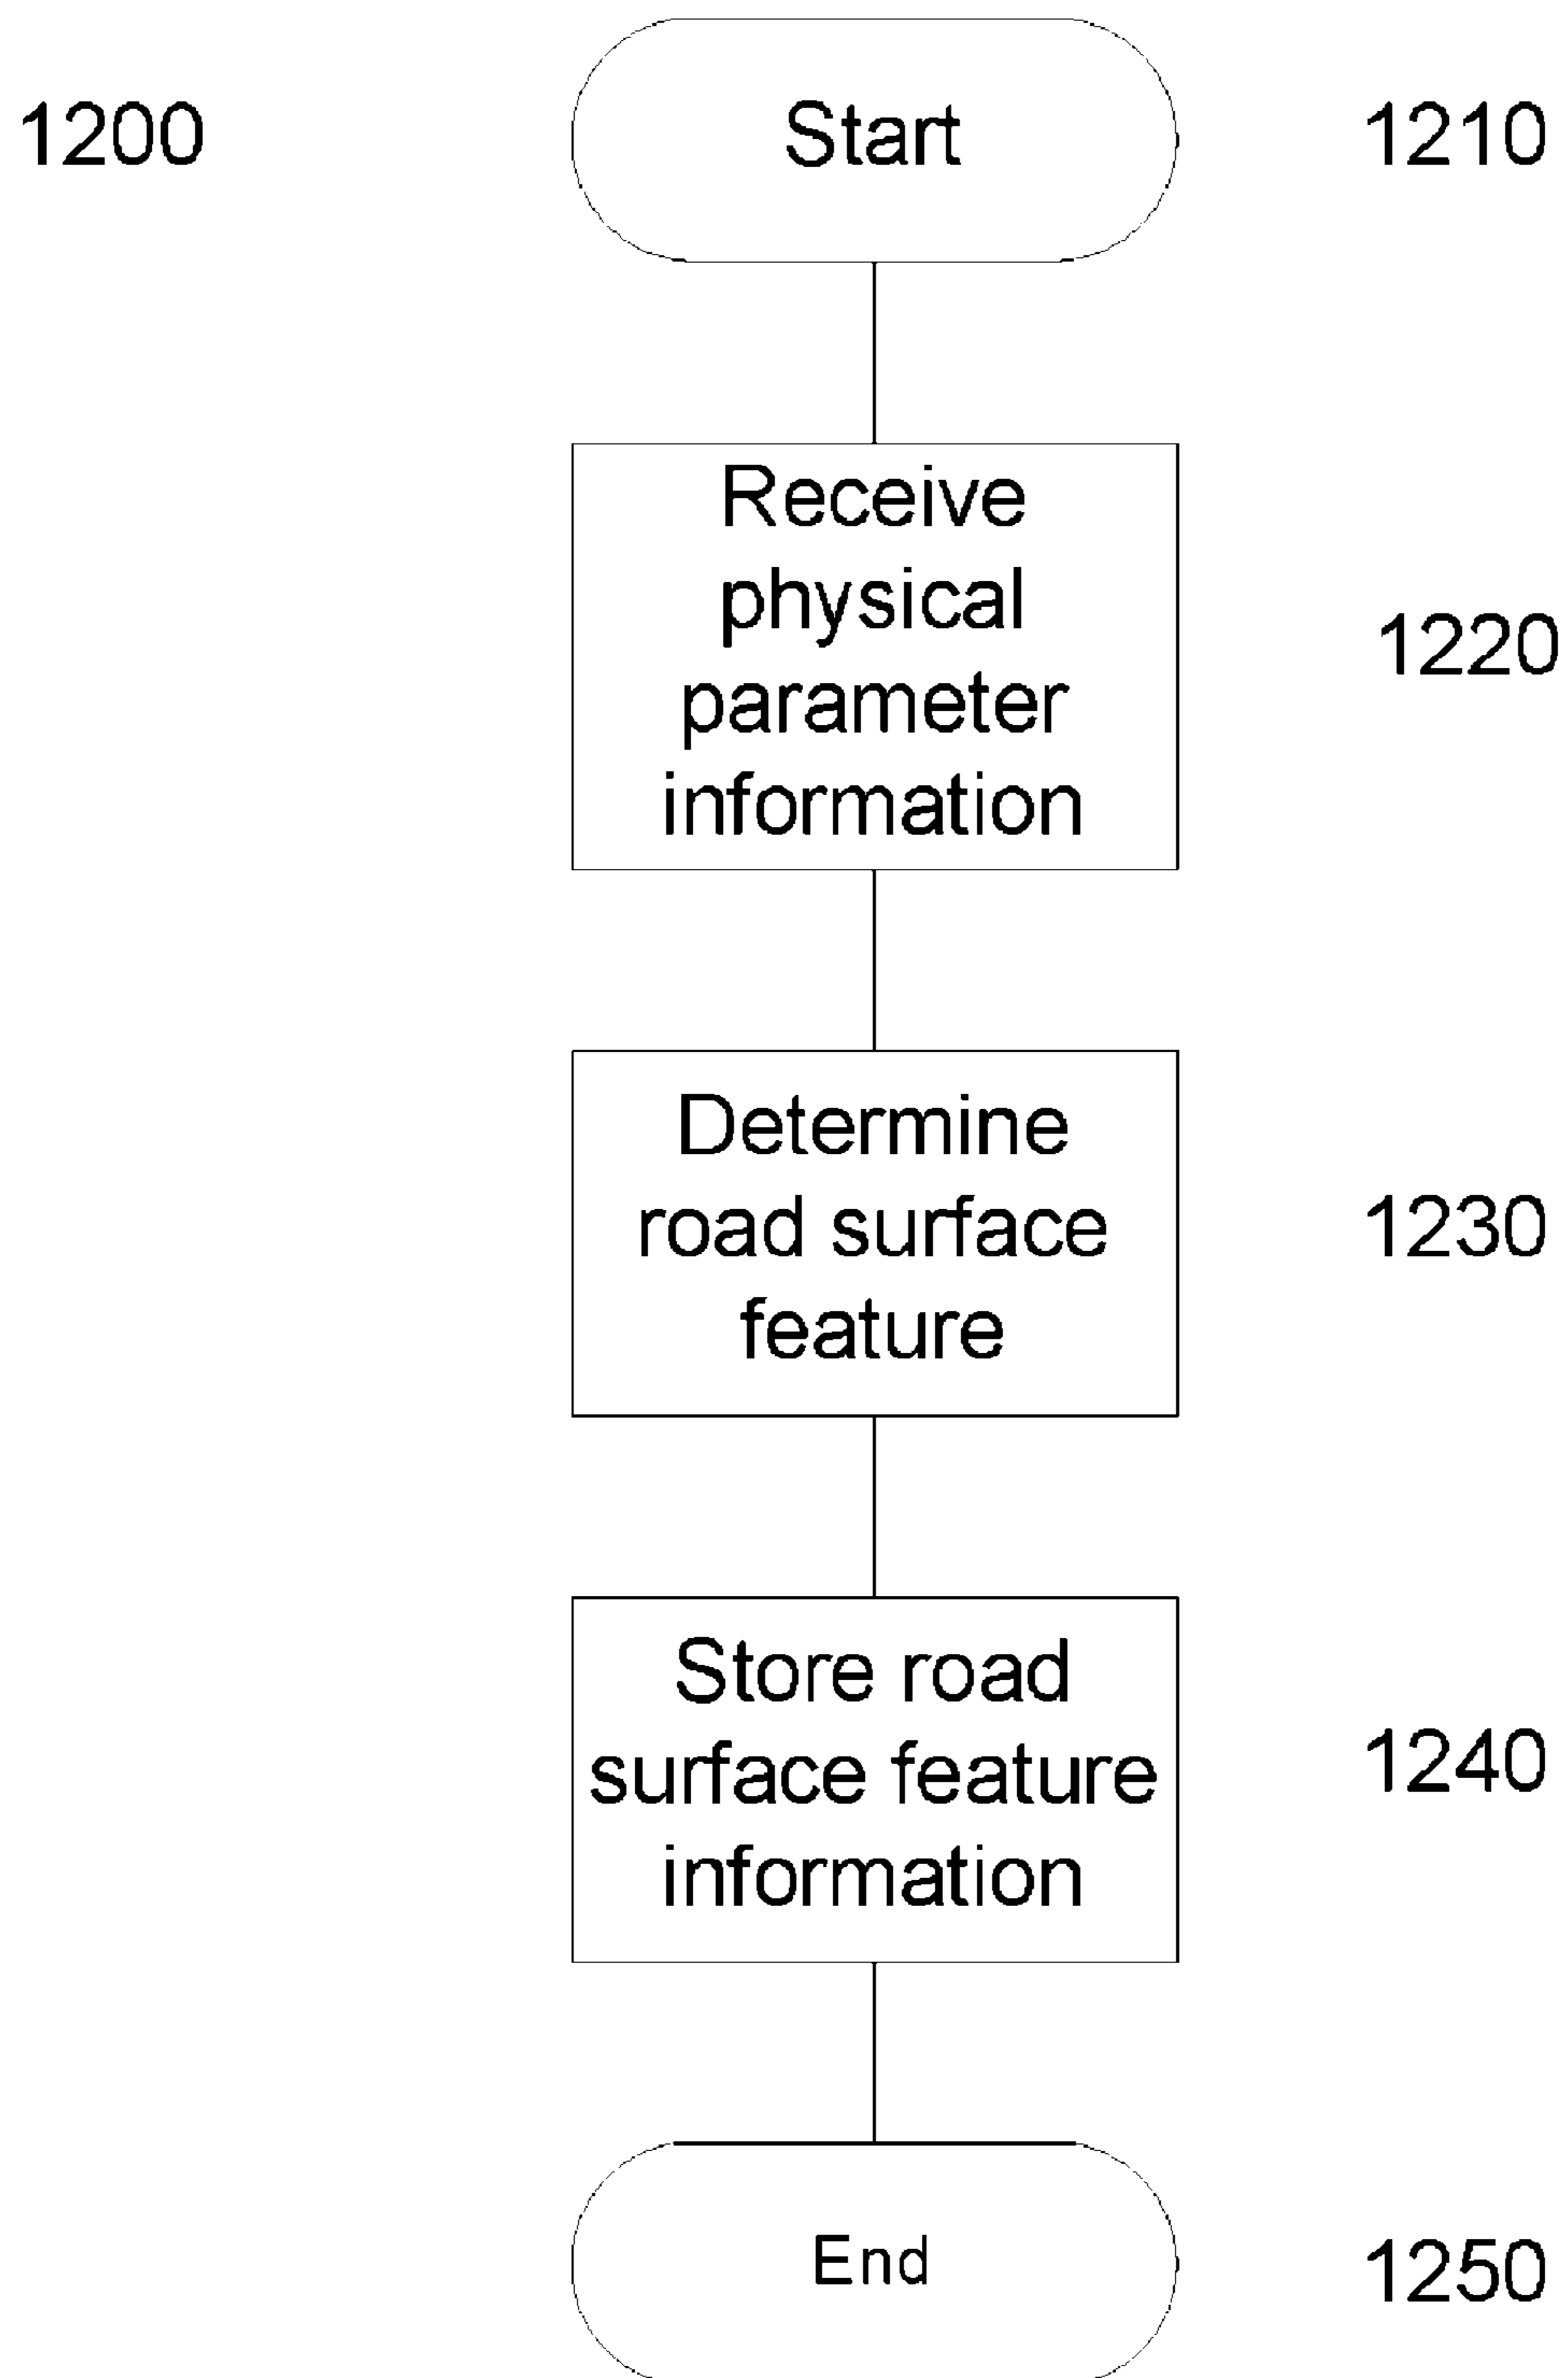 1200
Start
1210
Receive
physical
parameter
information
1220
Determine
road surface
feature
1230
Store road
surface feature
information
1240
End
1250